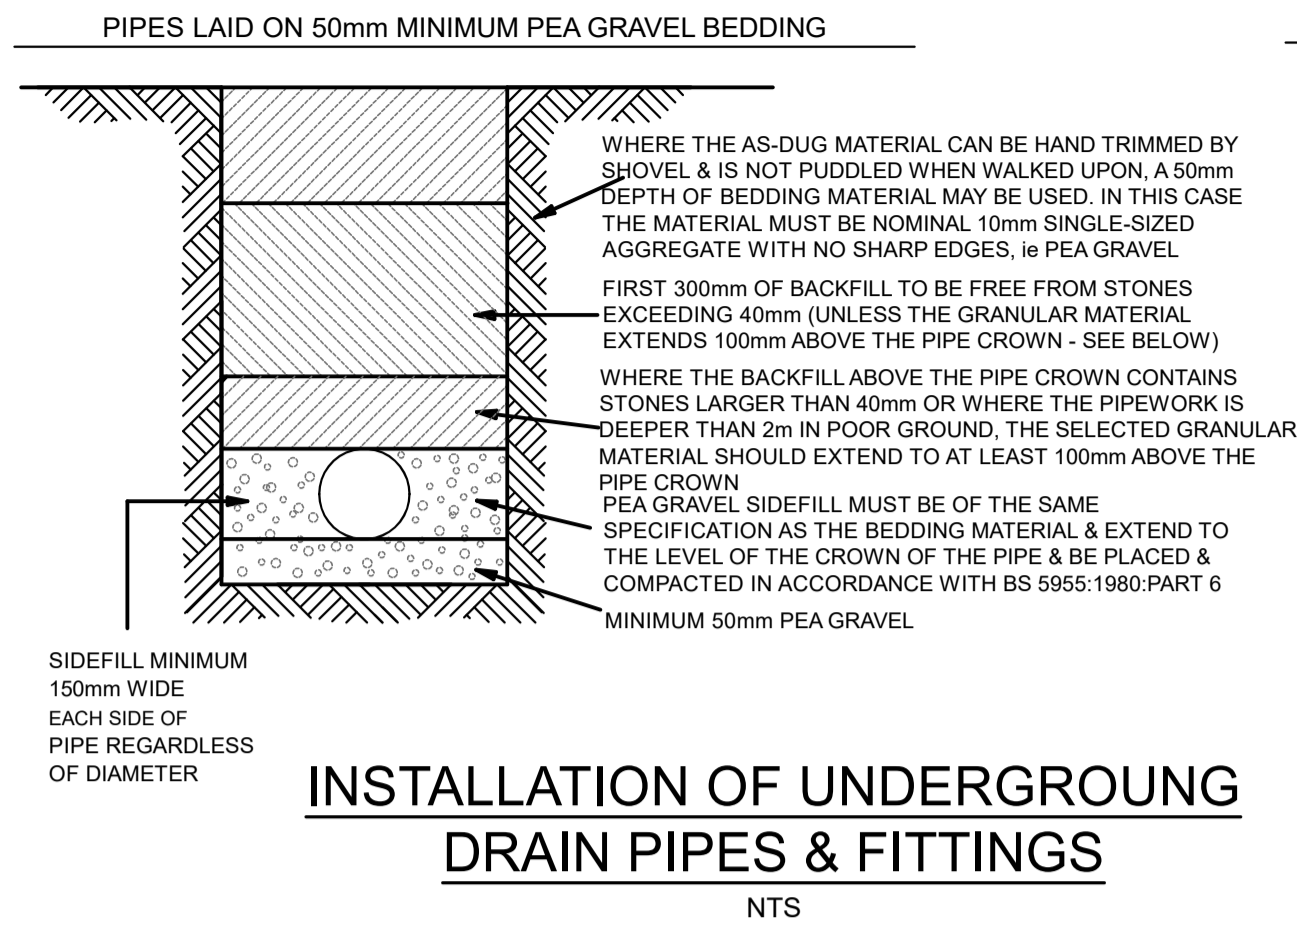 PIPES LAID ON 50mm MINIMUM PEA GRAVEL BEDDING
WHERE THE AS-DUG MATERIAL CAN BE HAND TRIMMED BY
SHOVEL & IS NOT PUDDLED WHEN WALKED UPON, A 50mm
DEPTH OF BEDDING MATERIAL MAY BE USED. IN THIS CASE
THE MATERIAL MUST BE NOMINAL 10mm SINGLE-SIZED
AGGREGATE WITH NO SHARP EDGES, ie PEA GRAVEL
FIRST 300mm OF BACKFILL TO BE FREE FROM STONES
EXCEEDING 40mm (UNLESS THE GRANULAR MATERIAL
EXTENDS 100mm ABOVE THE PIPE CROWN - SEE BELOW)
WHERE THE BACKFILL ABOVE THE PIPE CROWN CONTAINS
STONES LARGER THAN 40mm OR WHERE THE PIPEWORK IS
DEEPER THAN 2m IN POOR GROUND, THE SELECTED GRANULAR
MATERIAL SHOULD EXTEND TO AT LEAST 100mm ABOVE THE
PIPE CROWN
PEA GRAVEL SIDEFILL MUST BE OF THE SAME
SPECIFICATION AS THE BEDDING MATERIAL & EXTEND TO
THE LEVEL OF THE CROWN OF THE PIPE & BE PLACED &
COMPACTED IN ACCORDANCE WITH BS 5955:1980:PART 6
MINIMUM 50mm PEA GRAVEL
SIDEFILL MINIMUM
150mm WIDE
EACH SIDE OF
PIPE REGARDLESS
OF DIAMETER
INSTALLATION OF UNDERGROUNG
DRAIN PIPES & FITTINGS
NTS